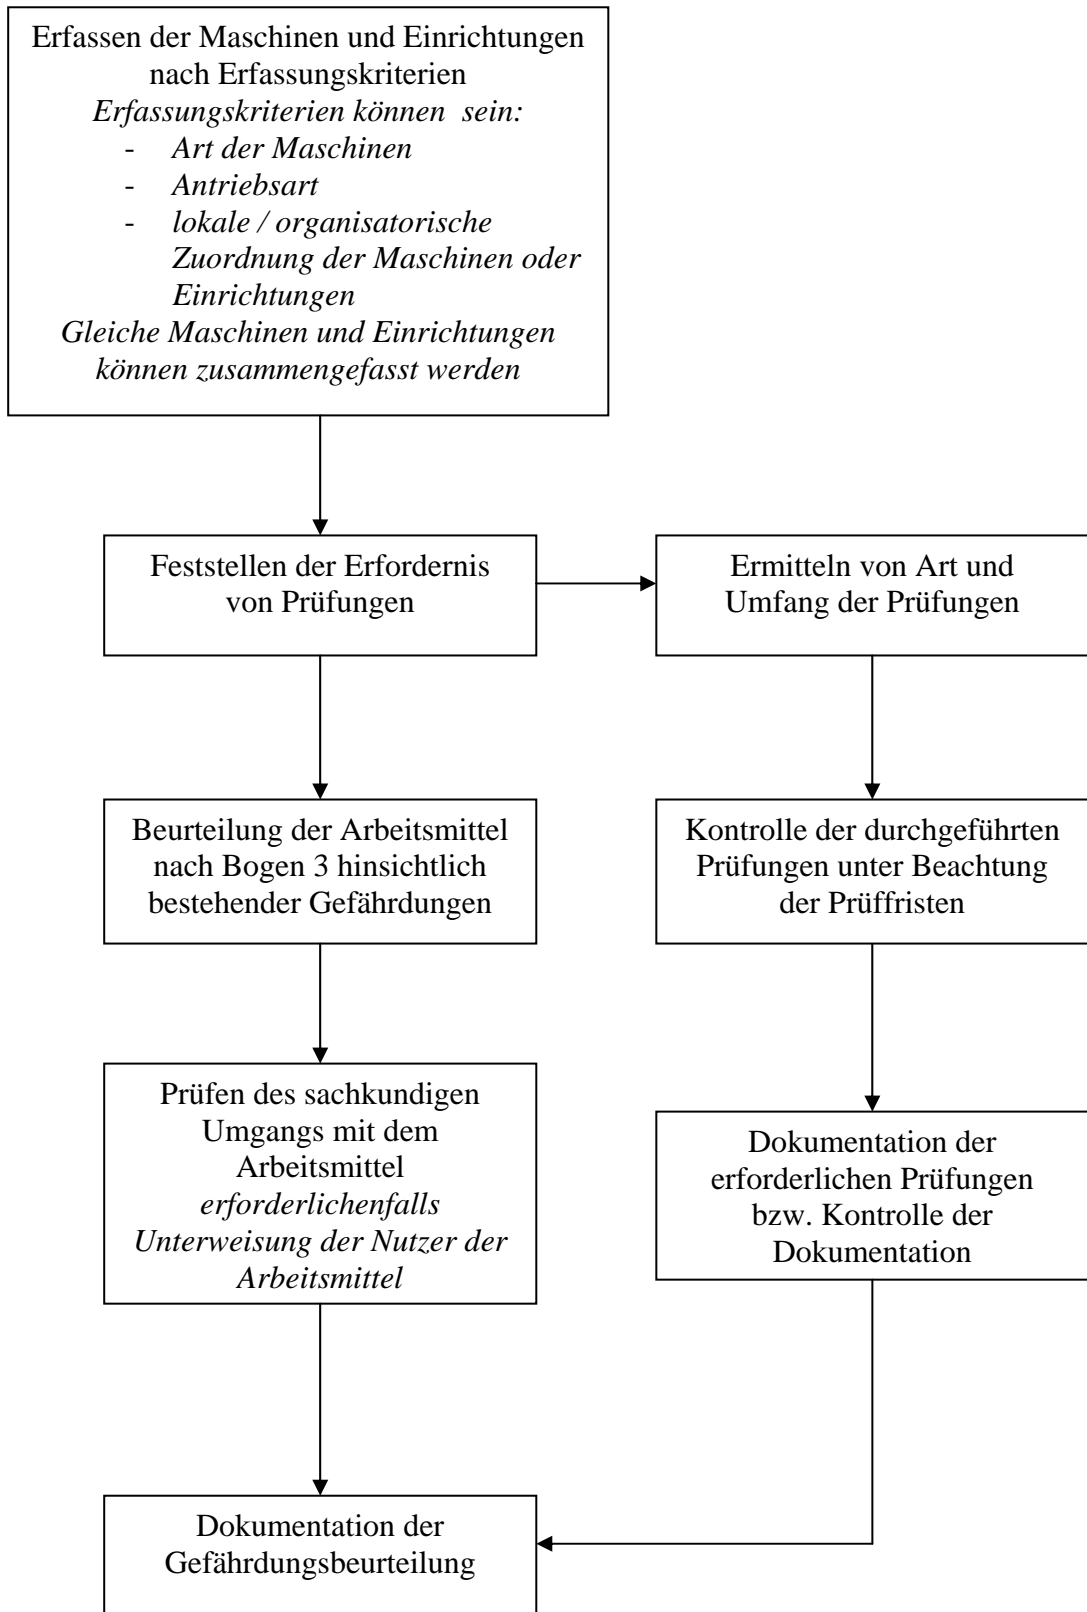 Erfassen der Maschinen und Einrichtungen
nach Erfassungskriterien
Erfassungskriterien können sein:
- Art der Maschinen
- Antriebsart
- lokale / organisatorische
Zuordnung der Maschinen oder
Einrichtungen
Gleiche Maschinen und Einrichtungen
können zusammengefasst werden
Feststellen der Erfordernis
von Prüfungen
Ermitteln von Art und
Umfang der Prüfungen
Beurteilung der Arbeitsmittel
nach Bogen 3 hinsichtlich
bestehender Gefährdungen
Kontrolle der durchgeführten
Prüfungen unter Beachtung
der Prüffristen
Prüfen des sachkundigen
Umgangs mit dem
Arbeitsmittel
erforderlichenfalls
Unterweisung der Nutzer der
Arbeitsmittel
Dokumentation der
erforderlichen Prüfungen
bzw. Kontrolle der
Dokumentation
Dokumentation der
Gefährdungsbeurteilung